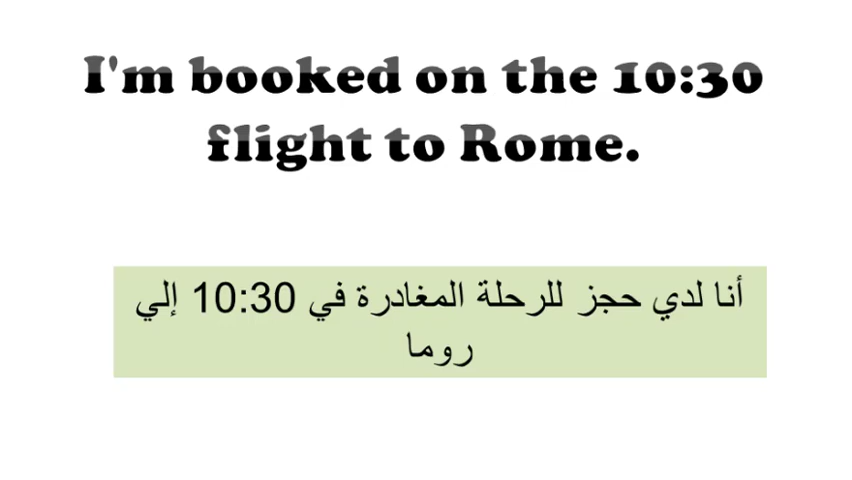 I'm booked on the 10:30
flight to Rome.
أنا لدي حجز للرحلة المغادرة في 10:30 إلي
روما